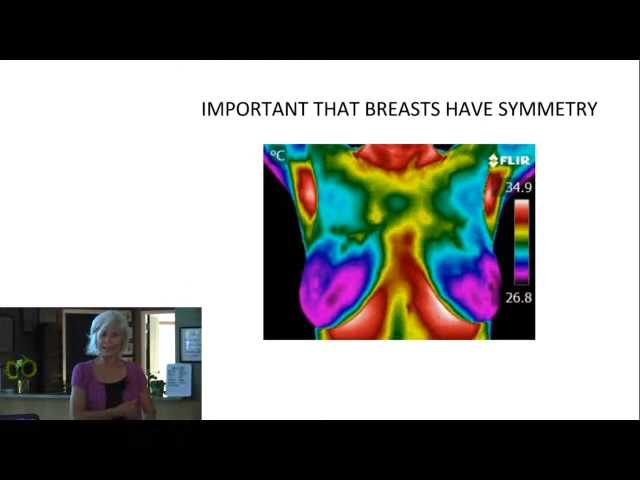 IMPORTANT THAT BREASTS HAVE SYMMETRY
°C
FLIR
34.9
26.8